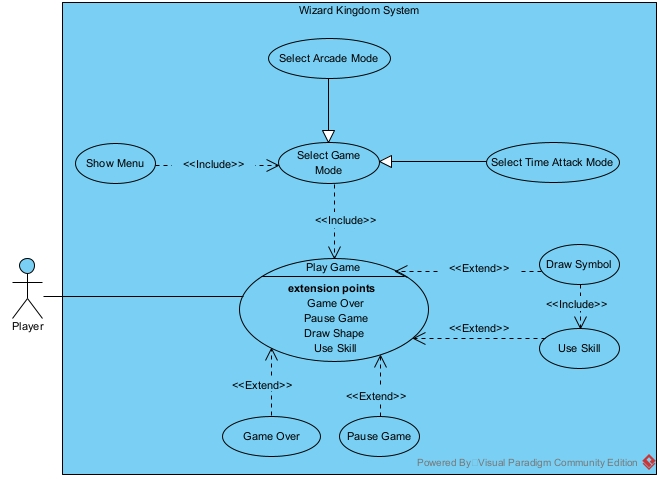 Wizard Kingdom System
Select Arcade Mode
Show Menu
<<Include>>
Select Game
Mode
Select Time Attack Mode
<<Include>>
Play Game
extension points
Game Over
Pause Game
Draw Shape
Use Skill
<<Extend>>
Draw Symbol
<<Include>>
<<Extend>>
Use Skill
Player
<<Extend>>
<<Extend>>
Game Over
Pause Game
Powered By Visual Paradigm Community Edition